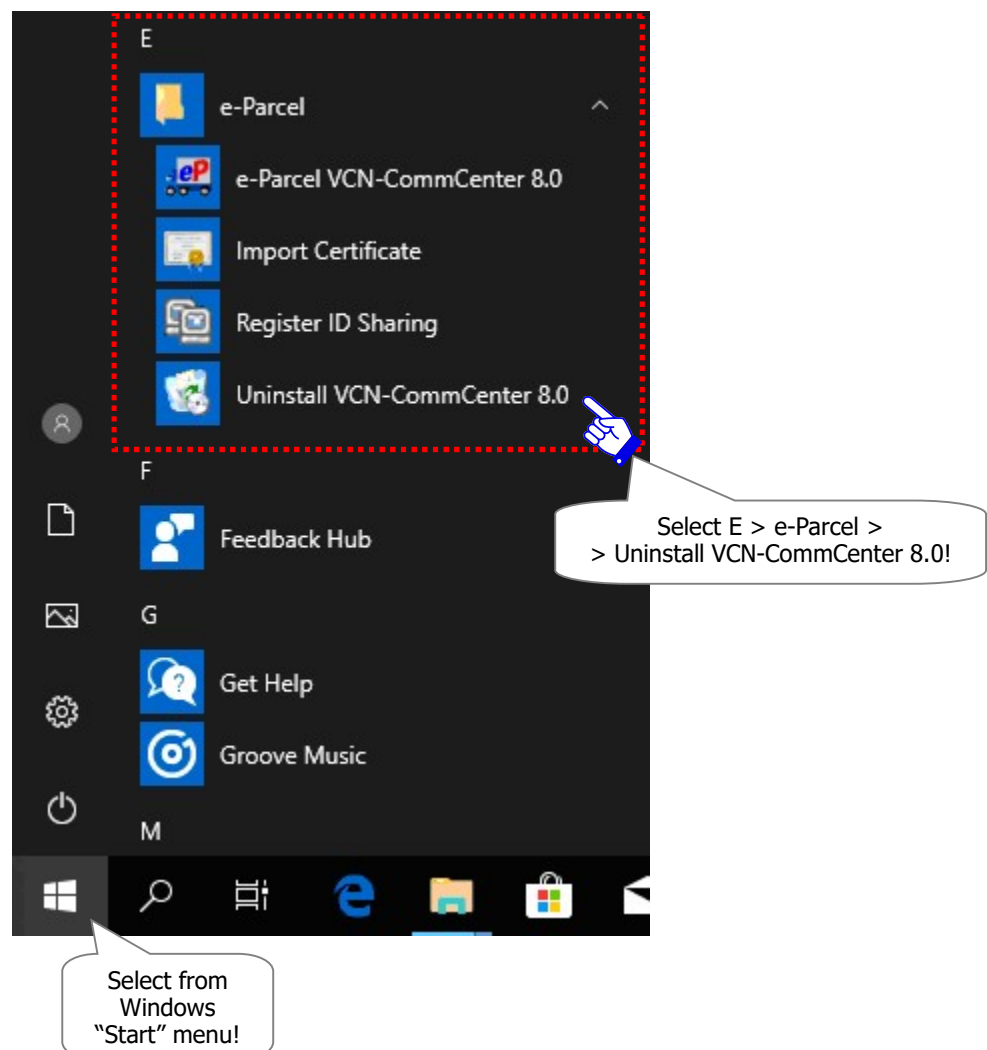 E
e-Parcel
eP
e-Parcel VCN-CommCenter 8.0
Import Certificate
Register ID Sharing
Uninstall VCN-CommCenter 8.0
F
Select E > e-Parcel >
> Uninstall VCN-CommCenter 8.0!
Feedback Hub
G
Get Help
Groove Music
M
Select from
Windows
“Start” menu!